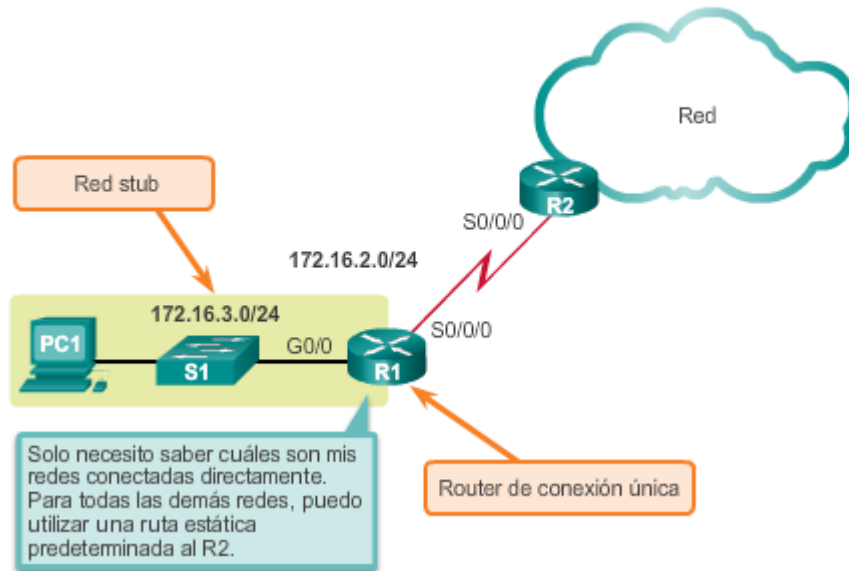 Red
Red stub
R2
S0/0/0
172.16.2.0/24
172.16.3.0/24
S0/0/0
PC1
G0/0
S1
R1
Solo necesito saber cuáles son mis
redes conectadas directamente.
Para todas las demás redes, puedo
utilizar una ruta estática
predeterminada al R2.
Router de conexión única